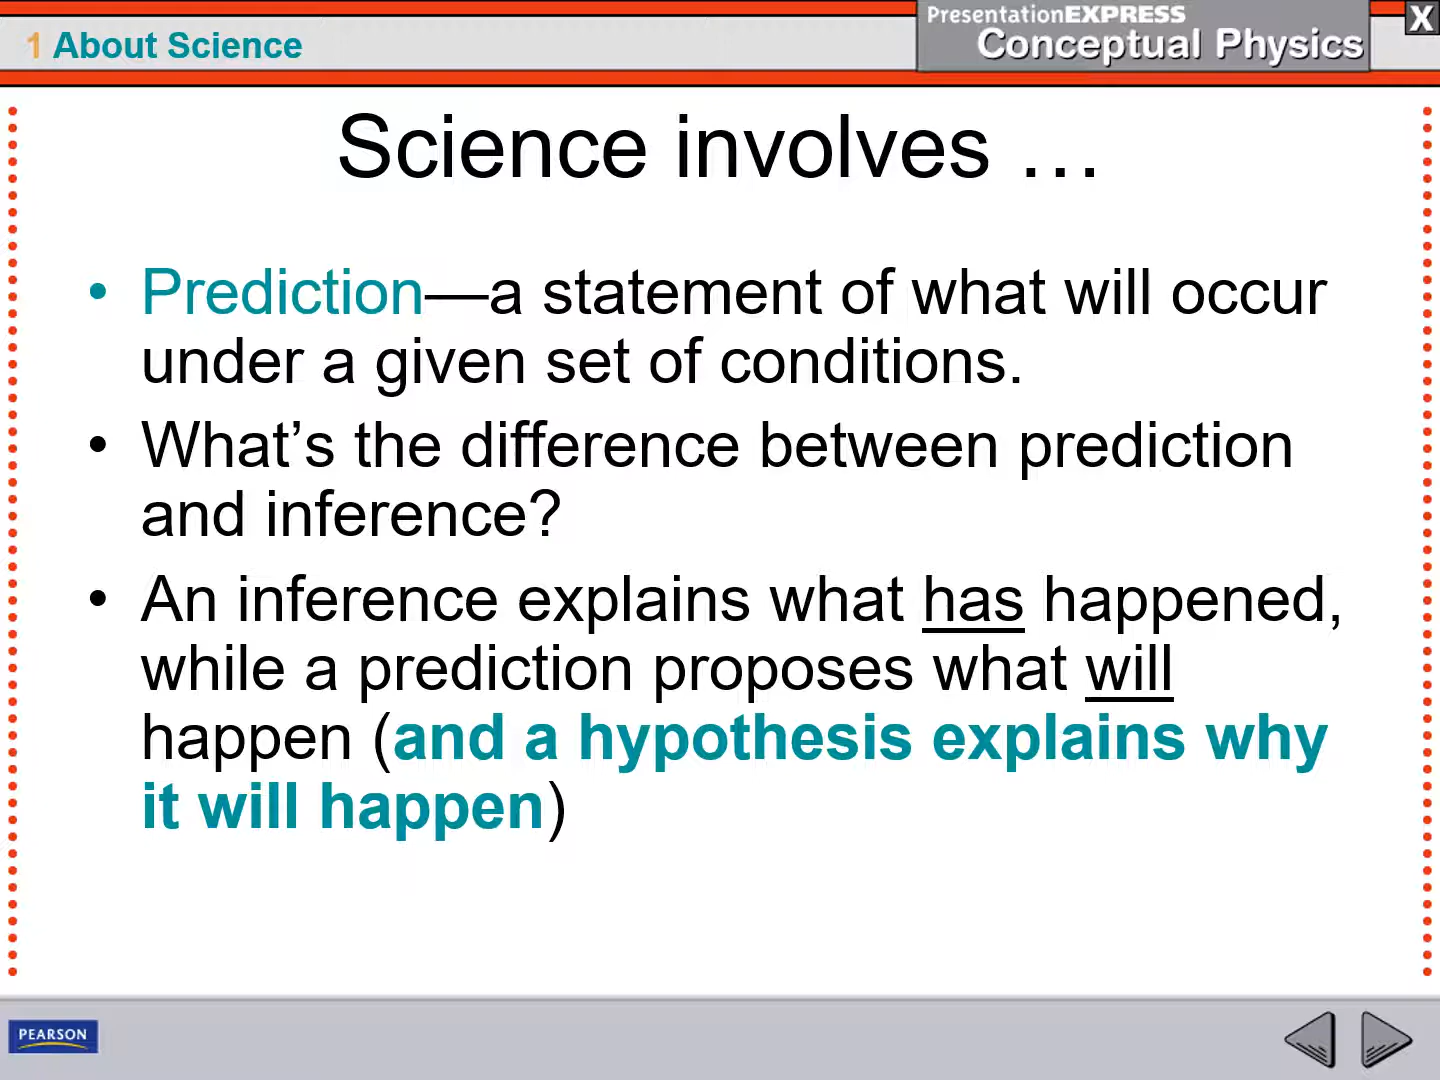 1 About Science
PresentationEXPRESS
Conceptual Physics
X
Science involves …
• Prediction—a statement of what will occur
under a given set of conditions.
• What’s the difference between prediction
and inference?
• An inference explains what has happened,
while a prediction proposes what will
happen (and a hypothesis explains why
it will happen)
PEARSON